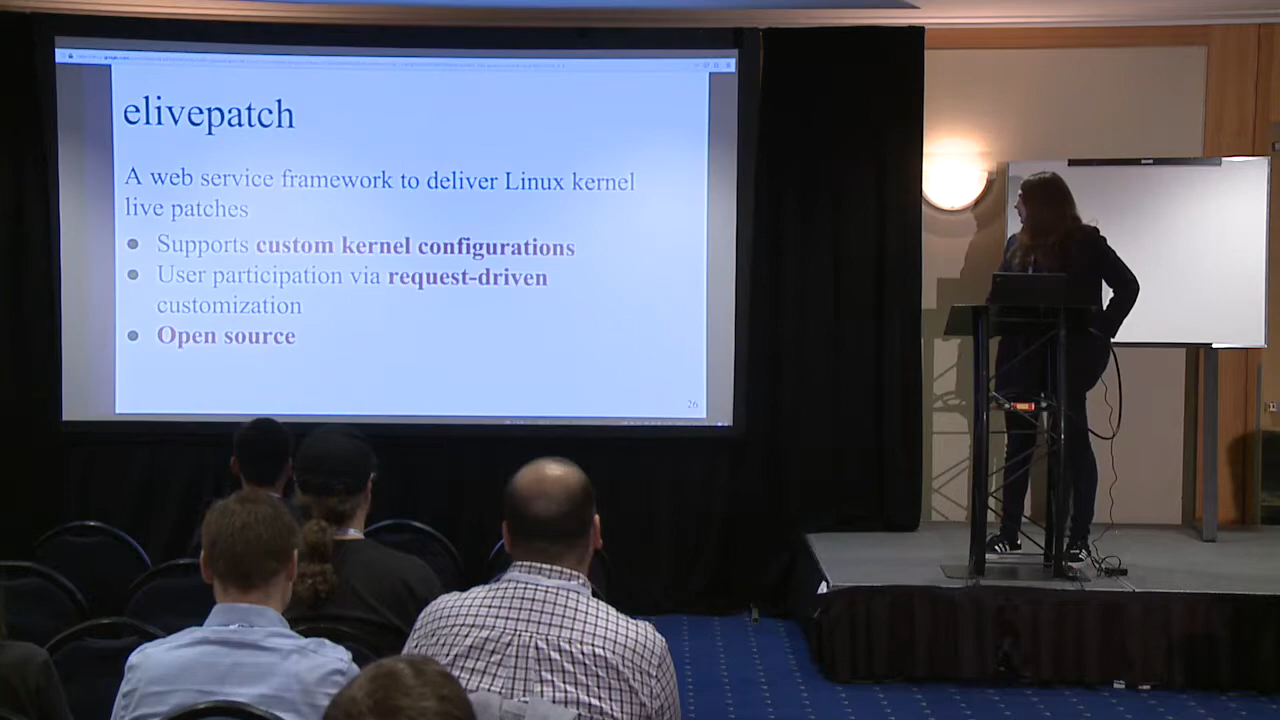 elivepatch
A web service framework to deliver Linux kernel
live patches
● Supports custom kernel configurations
● User participation via request-driven
customization
● Open source
26